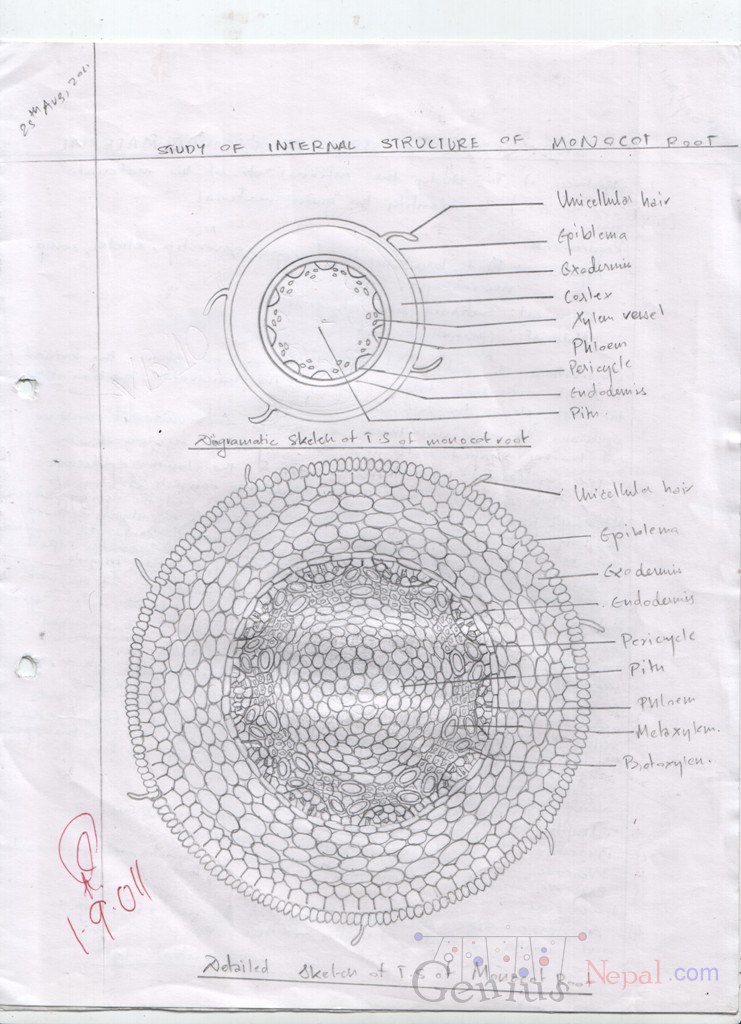 25th Aug, 2011
STUDY OF INTERNAL STRUCTURE OF MONOCOT ROOT
Unicellular hair
Epiblema
Exodermis
Cortex
Xylem vessel
Phloem
Pericycle
Endodermis
Pith
Diagramatic Sketch of T.S of monocot root
Unicellular hair
Epiblema
Exodermis
Endodermis
Pericycle
Pith
Phloem
Metaxylem.
Protoxylem.
1.9.011
Detailed Sketch of T.S of Monocot Root
Genius Nepal.com